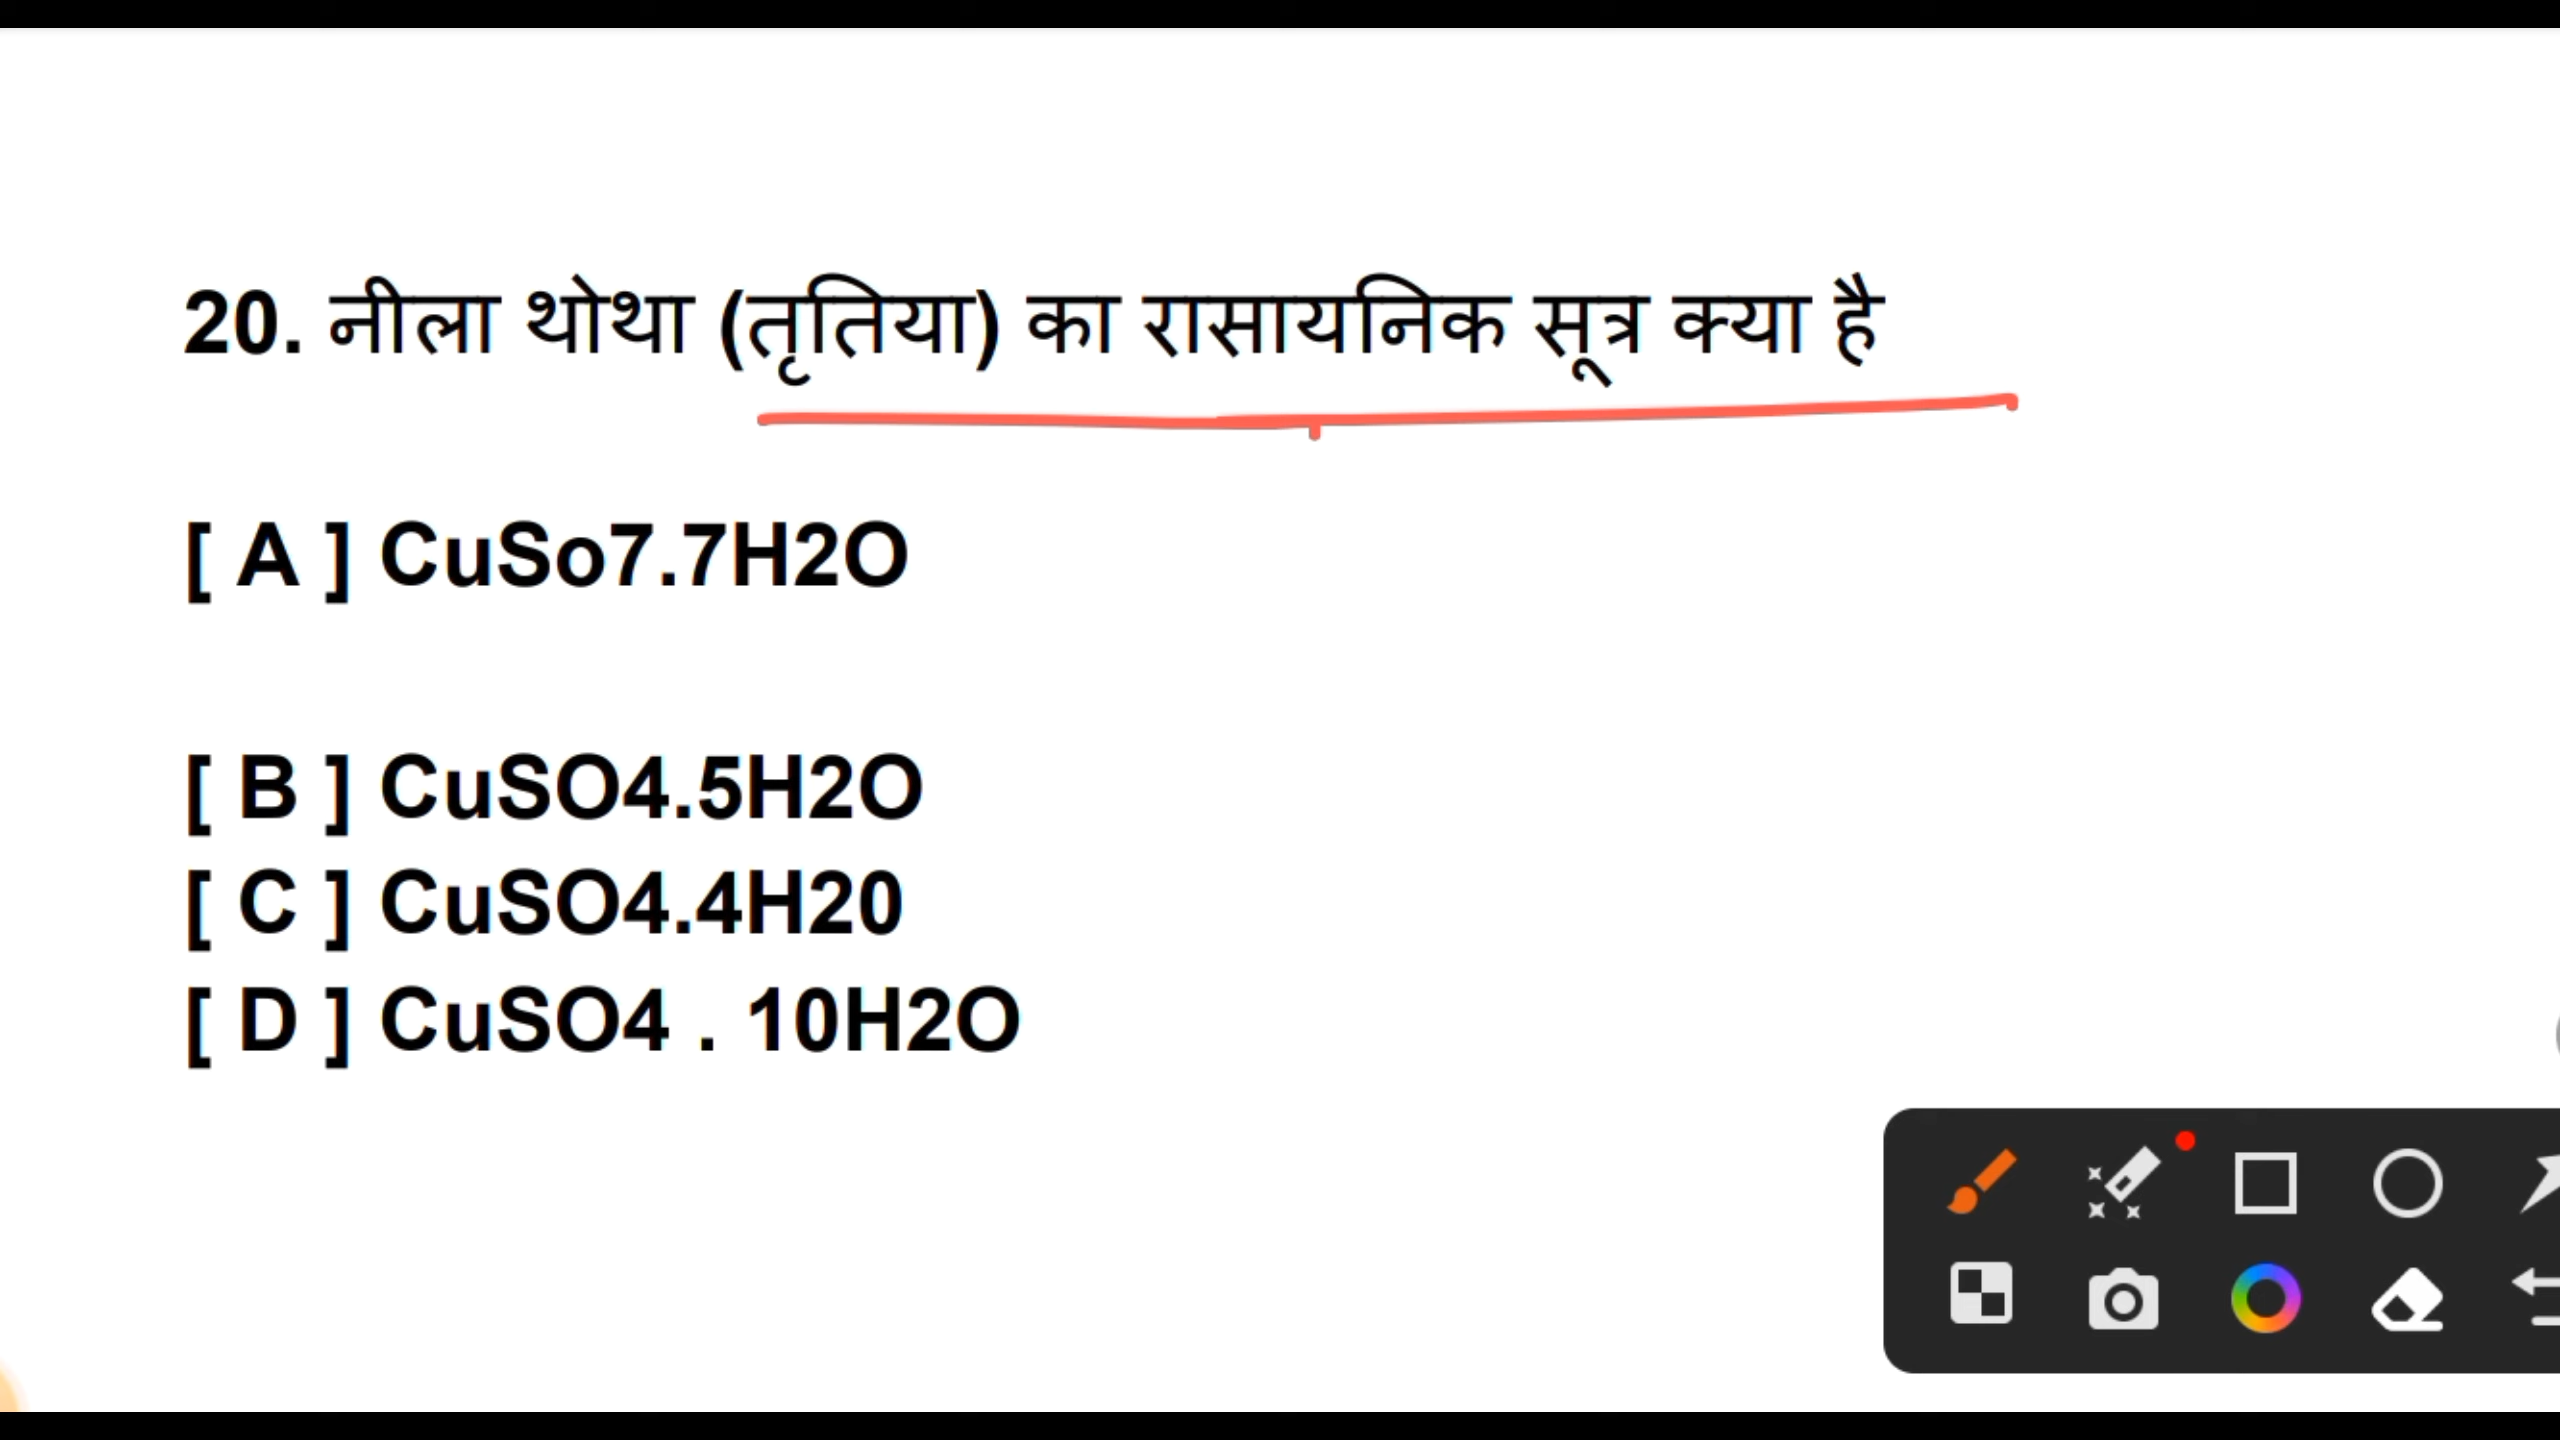 20. नीला थोथा (तृतिया) का रासायनिक सूत्र क्या है
[ A ] CuSo7.7H2O
[ B ] CuSO4.5H2O
[ C ] CuSO4.4H20
[ D ] CuSO4 . 10H2O